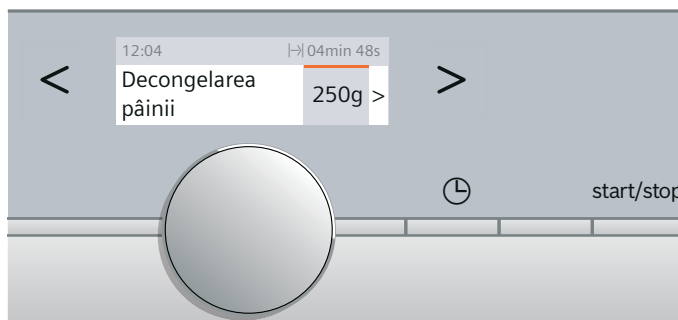 12:04 04min 48s
Decongelarea
pâinii
250g >
< >
start/stop